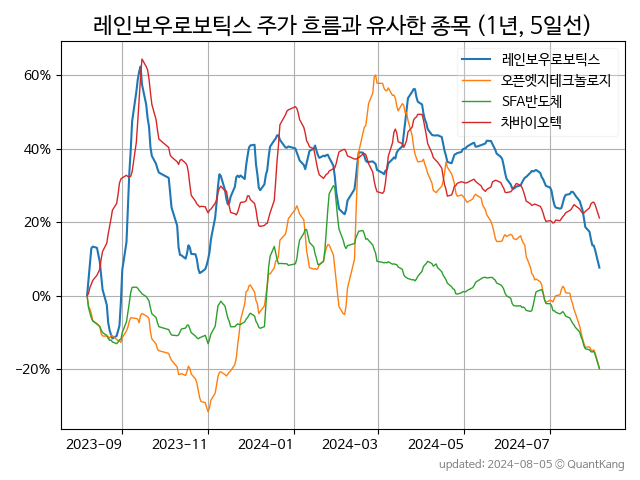 레인보우로보틱스 주가 흐름과 유사한 종목 (1년, 5일선)
레인보우로보틱스
오픈엣지테크놀로지
SFA반도체
차바이오텍
60%
40%
20%
0%
−20%
2023-09
2023-11
2024-01
2024-03
2024-05
2024-07
updated: 2024-08-05 © QuantKang